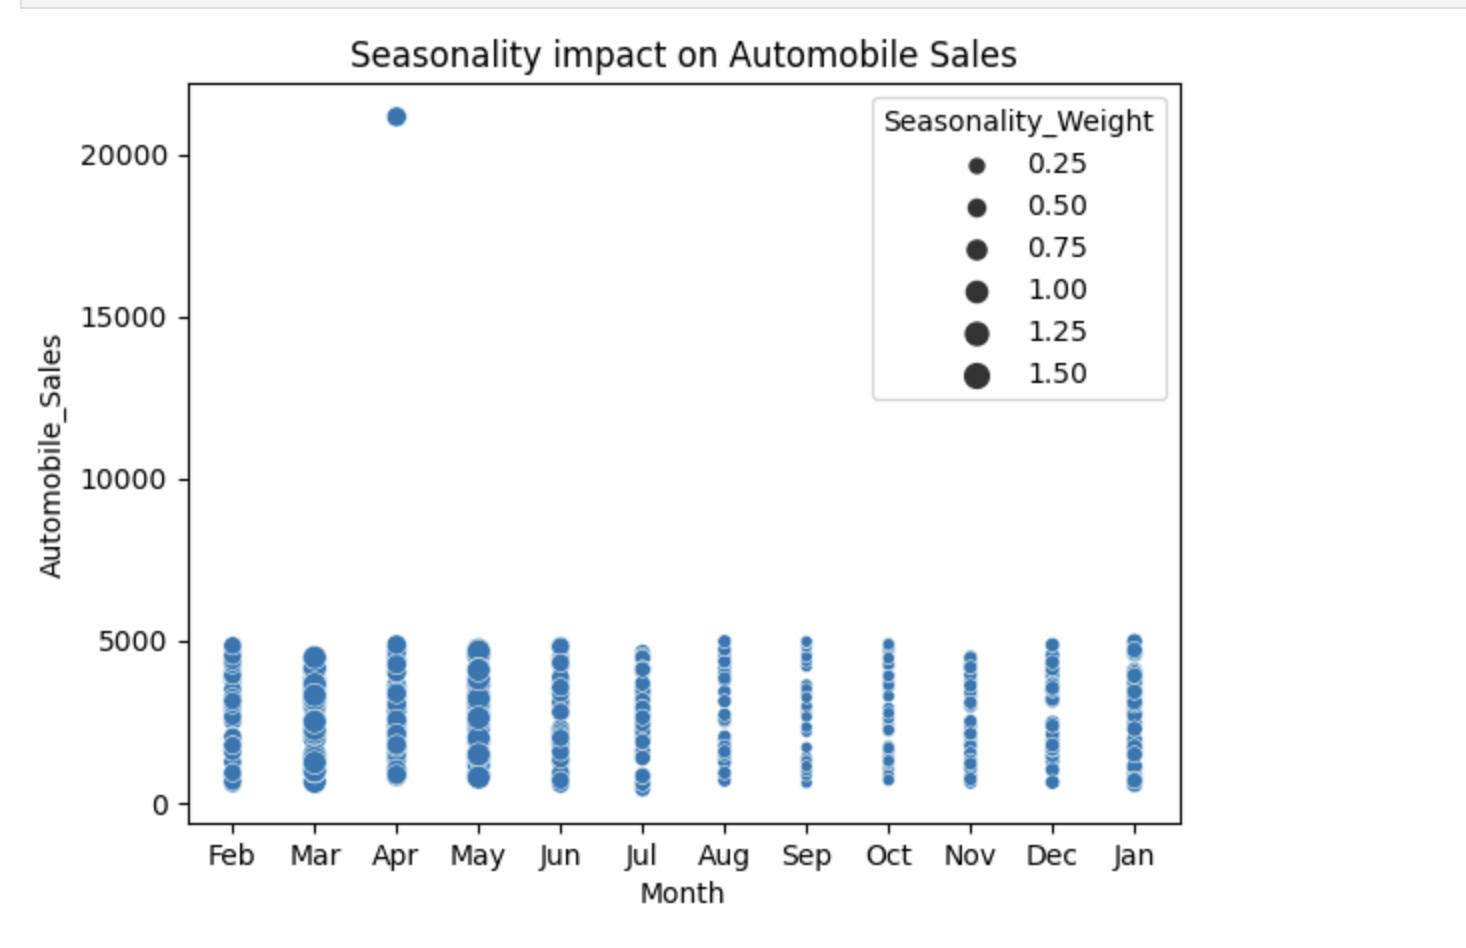 Seasonality impact on Automobile Sales
Seasonality_Weight
0.25
0.50
0.75
1.00
1.25
1.50
20000
15000
10000
5000
0
Automobile_Sales
Feb Mar Apr May Jun Jul Aug Sep Oct Nov Dec Jan
Month